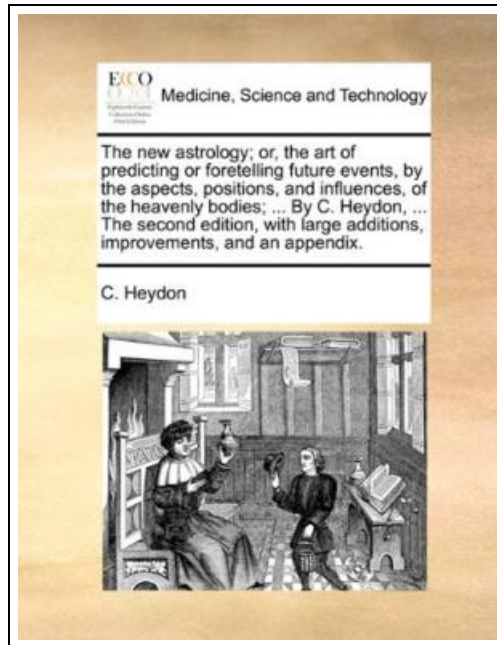 ECCO
Medicine, Science and Technology
The new astrology; or, the art of
predicting or foretelling future events, by
the aspects, positions, and influences, of
the heavenly bodies; ... By C. Heydon, ...
The second edition, with large additions,
improvements, and an appendix.
C. Heydon